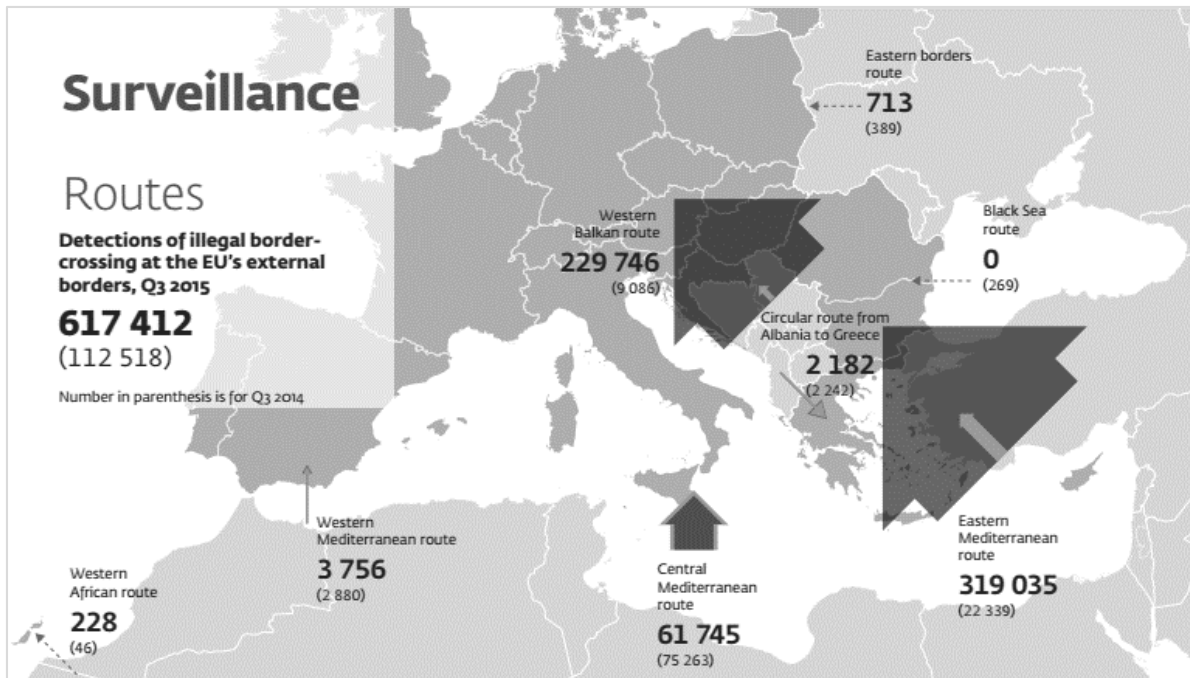 Surveillance
Routes
Detections of illegal border-
crossing at the EU's external
borders, Q3 2015
617 412
(112 518)
Number in parenthesis is for Q3 2014
Eastern borders
route
713
(389)
Western
Balkan route
229 746
(9 086)
Black Sea
route
0
(269)
Circular route from
Albania to Greece
2 182
(2 242)
Western
Mediterranean route
3 756
(2 880)
Western
African route
228
(46)
Central
Mediterranean
route
61 745
(75 263)
Eastern
Mediterranean
route
319 035
(22 339)